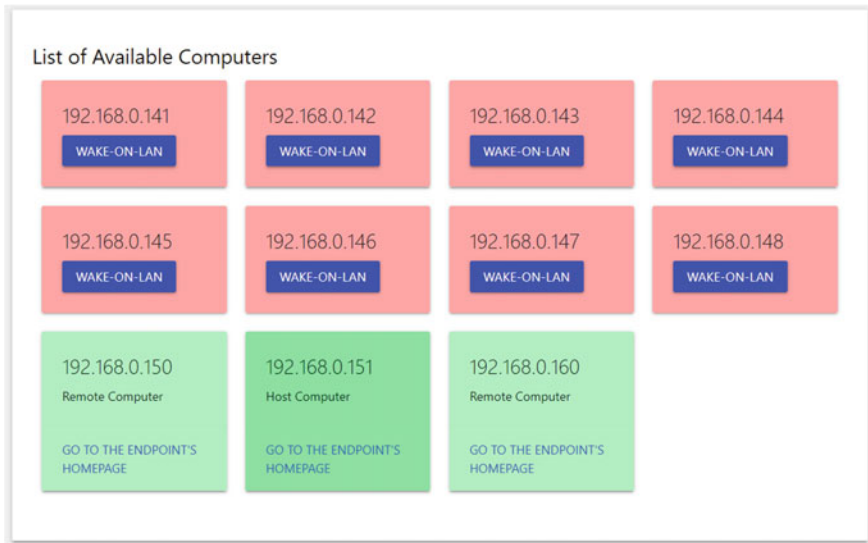 List of Available Computers
192.168.0.141
WAKE-ON-LAN
192.168.0.142
WAKE-ON-LAN
192.168.0.143
WAKE-ON-LAN
192.168.0.144
WAKE-ON-LAN
192.168.0.145
WAKE-ON-LAN
192.168.0.146
WAKE-ON-LAN
192.168.0.147
WAKE-ON-LAN
192.168.0.148
WAKE-ON-LAN
192.168.0.150
Remote Computer
GO TO THE ENDPOINT'S
HOMEPAGE
192.168.0.151
Host Computer
GO TO THE ENDPOINT'S
HOMEPAGE
192.168.0.160
Remote Computer
GO TO THE ENDPOINT'S
HOMEPAGE